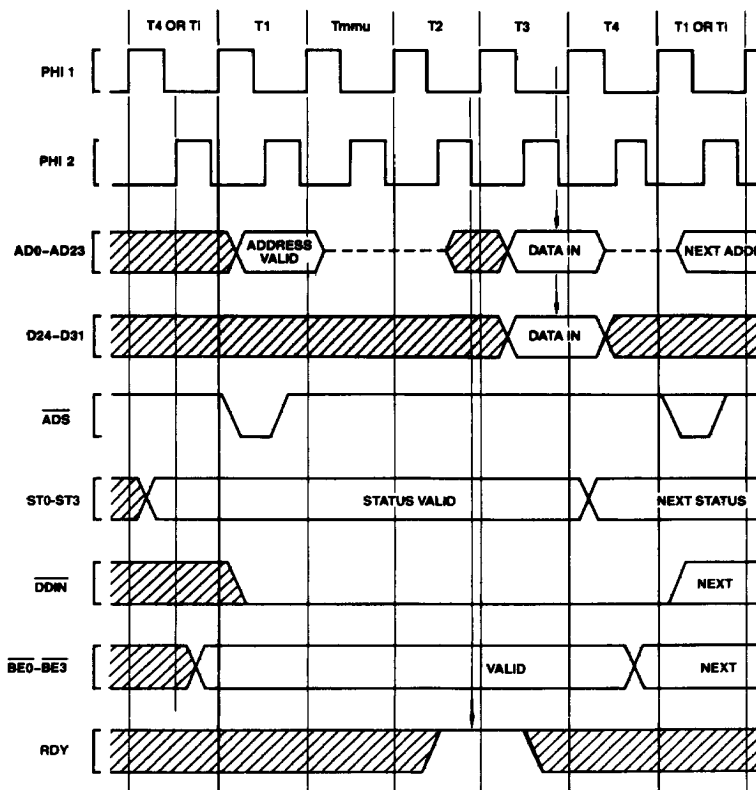 T4 OR Ti T1 Tmmu T2 T3 T4 T1 OR Ti
PHI 1
PHI 2
AD0–AD23 ADDRESS VALID DATA IN NEXT ADD
D24–D31 DATA IN
ADS
ST0-ST3 STATUS VALID NEXT STATUS
DDIN NEXT
BE0–BE3 VALID NEXT
RDY